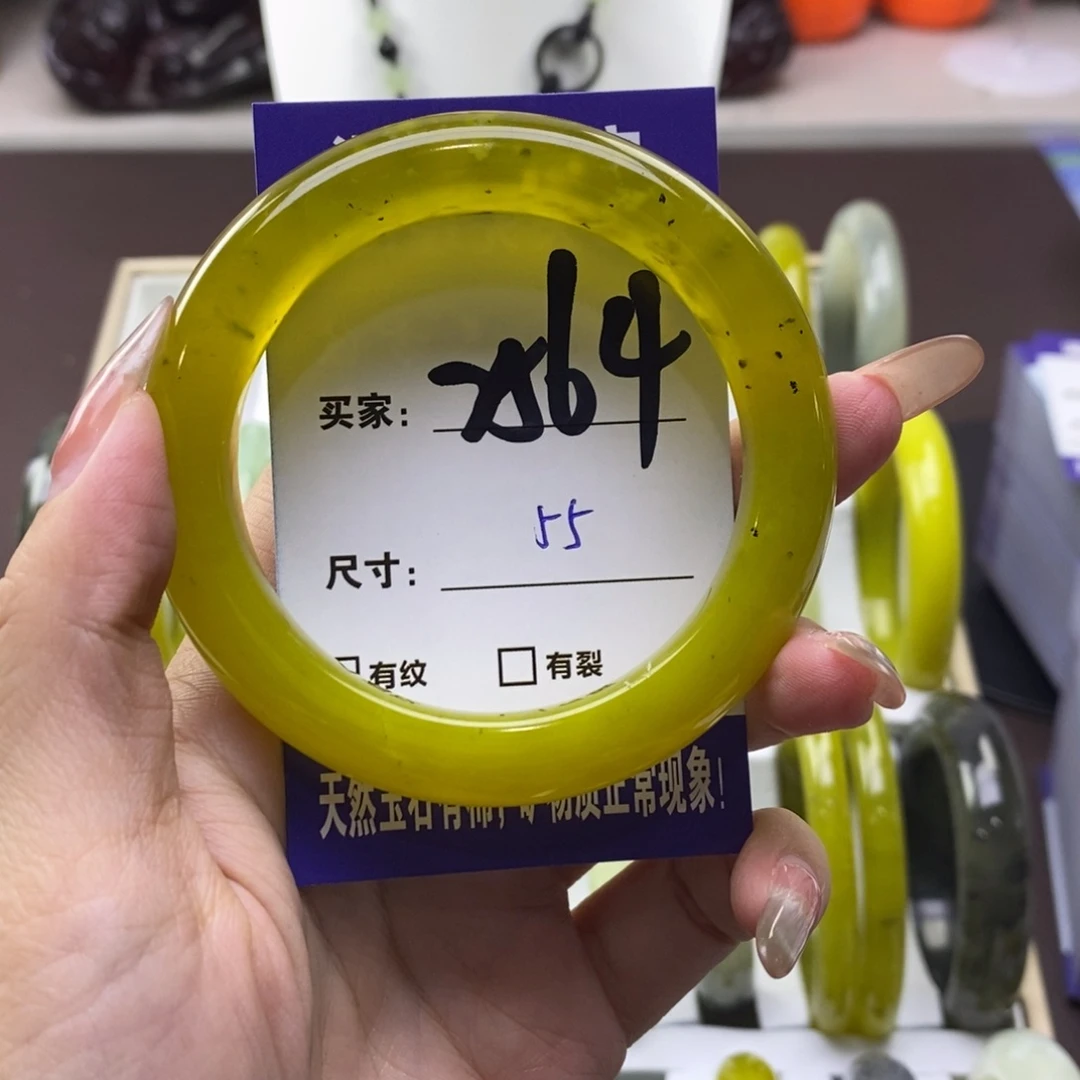 买家: 64
尺寸: 55
有纹 □有裂
天然玉石有棉,矿物质正常现象!